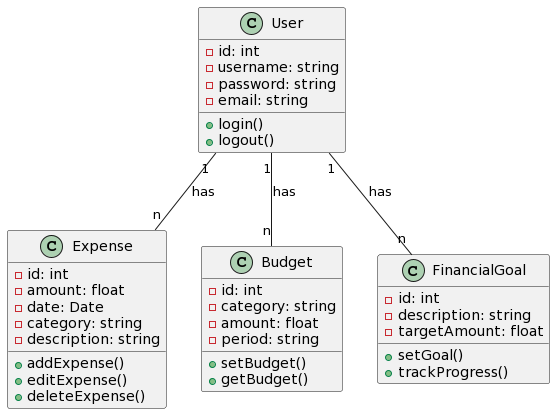 C User
id: int
username: string
password: string
email: string
login()
logout()
1 1 1
has has has
n n n
C Expense
id: int
amount: float
date: Date
category: string
description: string
addExpense()
editExpense()
deleteExpense()
C Budget
id: int
category: string
amount: float
period: string
setBudget()
getBudget()
C FinancialGoal
id: int
description: string
targetAmount: float
setGoal()
trackProgress()